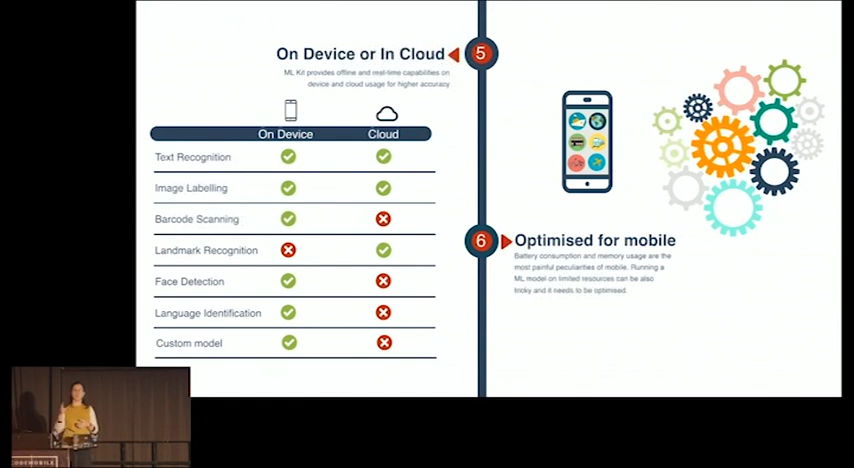 On Device or In Cloud
5
ML Kit provides offline and real-time capabilities on
device and cloud usage for higher accuracy
On Device Cloud
Text Recognition
Image Labelling
Barcode Scanning
Landmark Recognition
Face Detection
Language Identification
Custom model
6
Optimised for mobile
Battery consumption and memory usage are the
most painful peculiarities of mobile. Running a
ML model on limited resources can be also
tricky and it needs to be optimised.
CODEMOBILE